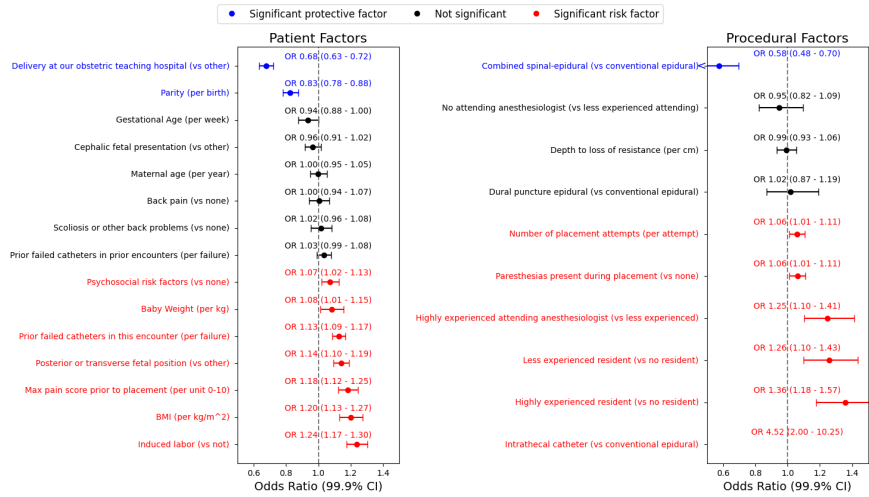 Significant protective factor Not significant Significant risk factor
Patient Factors
Delivery at our obstetric teaching hospital (vs other) OR 0.68 (0.63 - 0.72)
Parity (per birth) OR 0.83 (0.78 - 0.88)
Gestational Age (per week) OR 0.94 (0.88 - 1.00)
Cephalic fetal presentation (vs other) OR 0.96 (0.91 - 1.02)
Maternal age (per year) OR 1.00 (0.95 - 1.05)
Back pain (vs none) OR 1.00 (0.94 - 1.07)
Scoliosis or other back problems (vs none) OR 1.02 (0.96 - 1.08)
Prior failed catheters in prior encounters (per failure) OR 1.03 (0.99 - 1.08)
Psychosocial risk factors (vs none) OR 1.07 (1.02 - 1.13)
Baby Weight (per kg) OR 1.08 (1.01 - 1.15)
Prior failed catheters in this encounter (per failure) OR 1.13 (1.09 - 1.17)
Posterior or transverse fetal position (vs other) OR 1.14 (1.10 - 1.19)
Max pain score prior to placement (per unit 0-10) OR 1.18 (1.12 - 1.25)
BMI (per kg/m^2) OR 1.20 (1.13 - 1.27)
Induced labor (vs not) OR 1.24 (1.17 - 1.30)
0.6 0.8 1.0 1.2 1.4
Odds Ratio (99.9% CI)
Procedural Factors
Combined spinal-epidural (vs conventional epidural) OR 0.58 (0.48 - 0.70)
No attending anesthesiologist (vs less experienced attending) OR 0.95 (0.82 - 1.09)
Depth to loss of resistance (per cm) OR 0.99 (0.93 - 1.06)
Dural puncture epidural (vs conventional epidural) OR 1.02 (0.87 - 1.19)
Number of placement attempts (per attempt) OR 1.06 (1.01 - 1.11)
Paresthesias present during placement (vs none) OR 1.06 (1.01 - 1.11)
Highly experienced attending anesthesiologist (vs less experienced) OR 1.25 (1.10 - 1.41)
Less experienced resident (vs no resident) OR 1.26 (1.10 - 1.43)
Highly experienced resident (vs no resident) OR 1.36 (1.18 - 1.57)
Intrathecal catheter (vs conventional epidural) OR 4.52 (2.00 - 10.25)
0.6 0.8 1.0 1.2 1.4
Odds Ratio (99.9% CI)